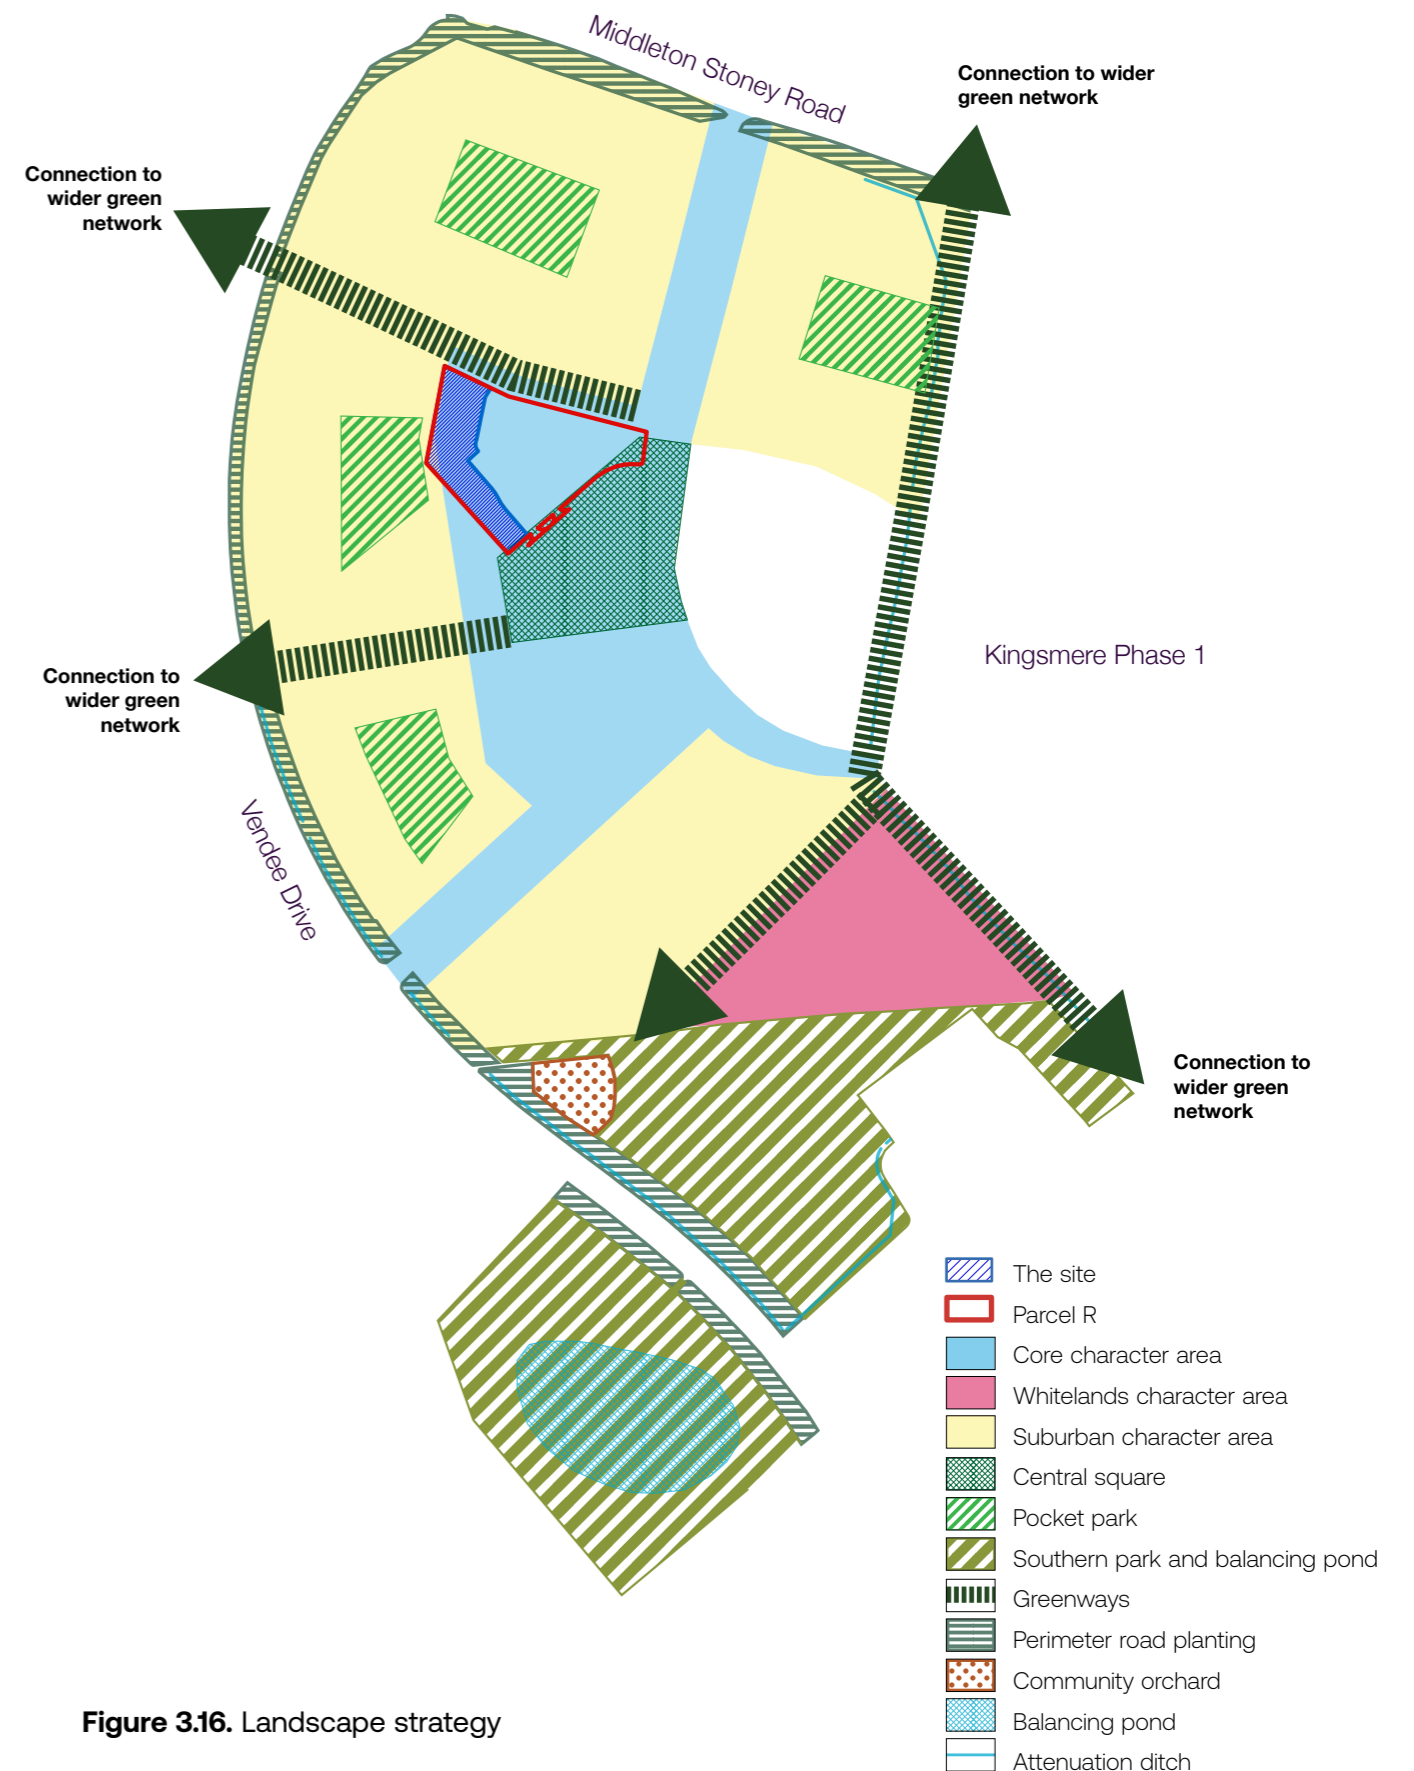 Middleton Stoney Road
Connection to wider
green network
Connection to
wider green
network
Kingsmere Phase 1
Connection to
wider green
network
Vendee Drive
Connection to
wider green
network
The site
Parcel R
Core character area
Whitelands character area
Suburban character area
Central square
Pocket park
Southern park and balancing pond
Greenways
Perimeter road planting
Community orchard
Balancing pond
Attenuation ditch
Figure 3.16. Landscape strategy